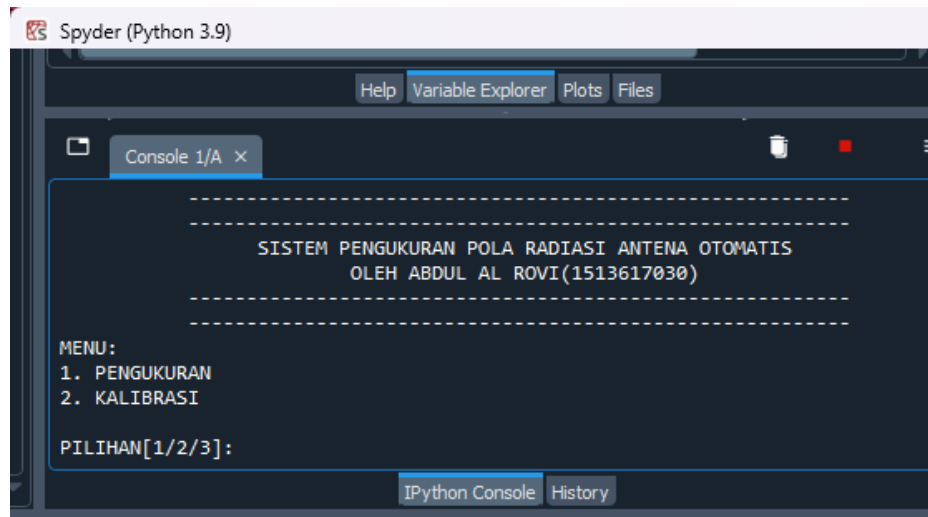 Spyder (Python 3.9)
Help Variable Explorer Plots Files
Console 1/A ×
---------------------------------------------------------
---------------------------------------------------------
SISTEM PENGUKURAN POLA RADIASI ANTENA OTOMATIS
OLEH ABDUL AL ROVI(1513617030)
---------------------------------------------------------
---------------------------------------------------------
MENU:
1. PENGUKURAN
2. KALIBRASI
PILIHAN[1/2/3]:
IPython Console History